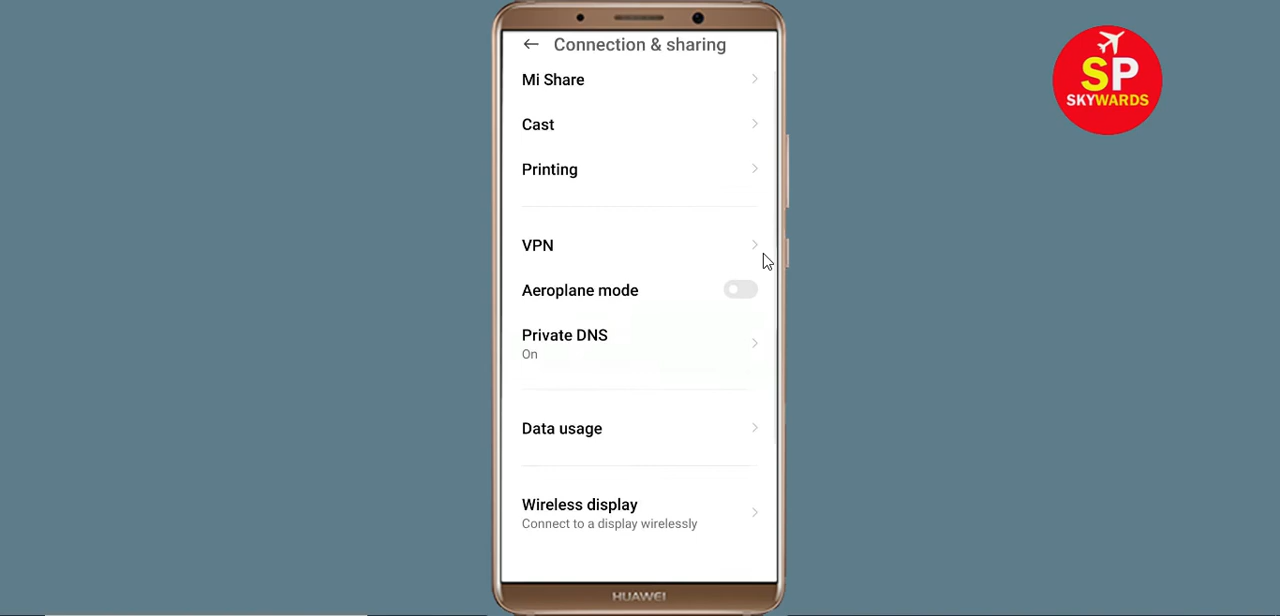 Connection & sharing
Mi Share
Cast
Printing
VPN
Aeroplane mode
Private DNS
On
Data usage
Wireless display
Connect to a display wirelessly
HUAWEI
SP
SKYWARDS